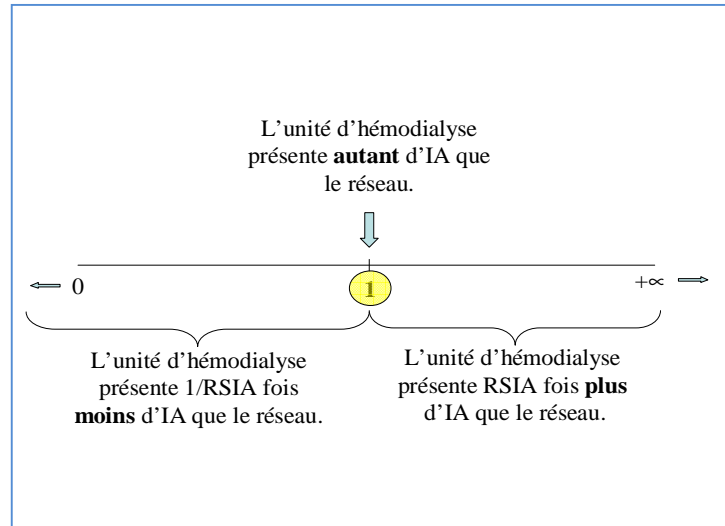 L’unité d’hémodialyse
présente autant d’IA que
le réseau.
0
1
+∝
L’unité d’hémodialyse
présente 1/RSIA fois
moins d’IA que le réseau.
L’unité d’hémodialyse
présente RSIA fois plus
d’IA que le réseau.